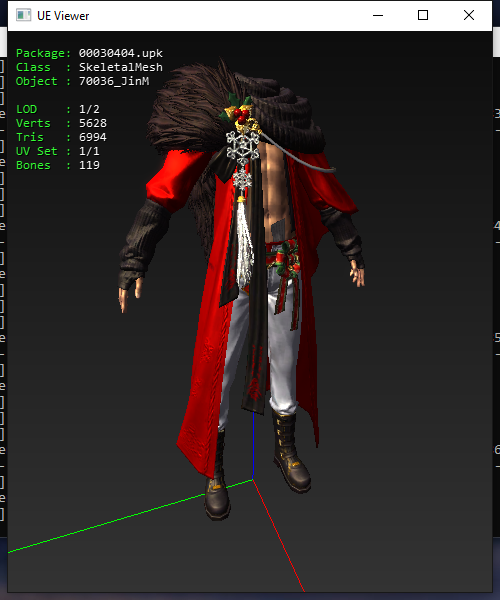 UE Viewer
Package: 00030404.upk
Class  : SkeletalMesh
Object : 70036_JinM
LOD    : 1/2
Verts  : 5628
Tris   : 6994
UV Set : 1/1
Bones  : 119